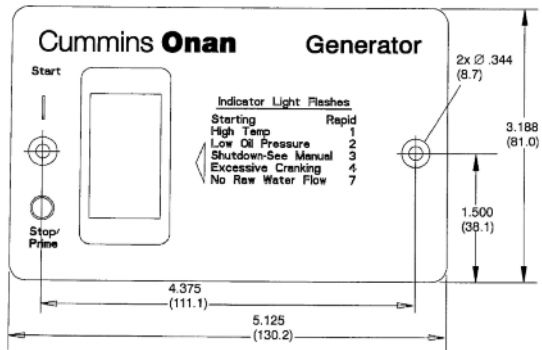 Cummins Onan Generator
Start
2x Ø .344
(8.7)
Indicator Light Flashes
Starting Rapid
High Temp 1
Low Oil Pressure 2
Shutdown-See Manual 3
Excessive Cranking 4
No Raw Water Flow 7
3.188
(81.0)
1.500
(38.1)
Stop/
Prime
4.375
(111.1)
5.125
(130.2)